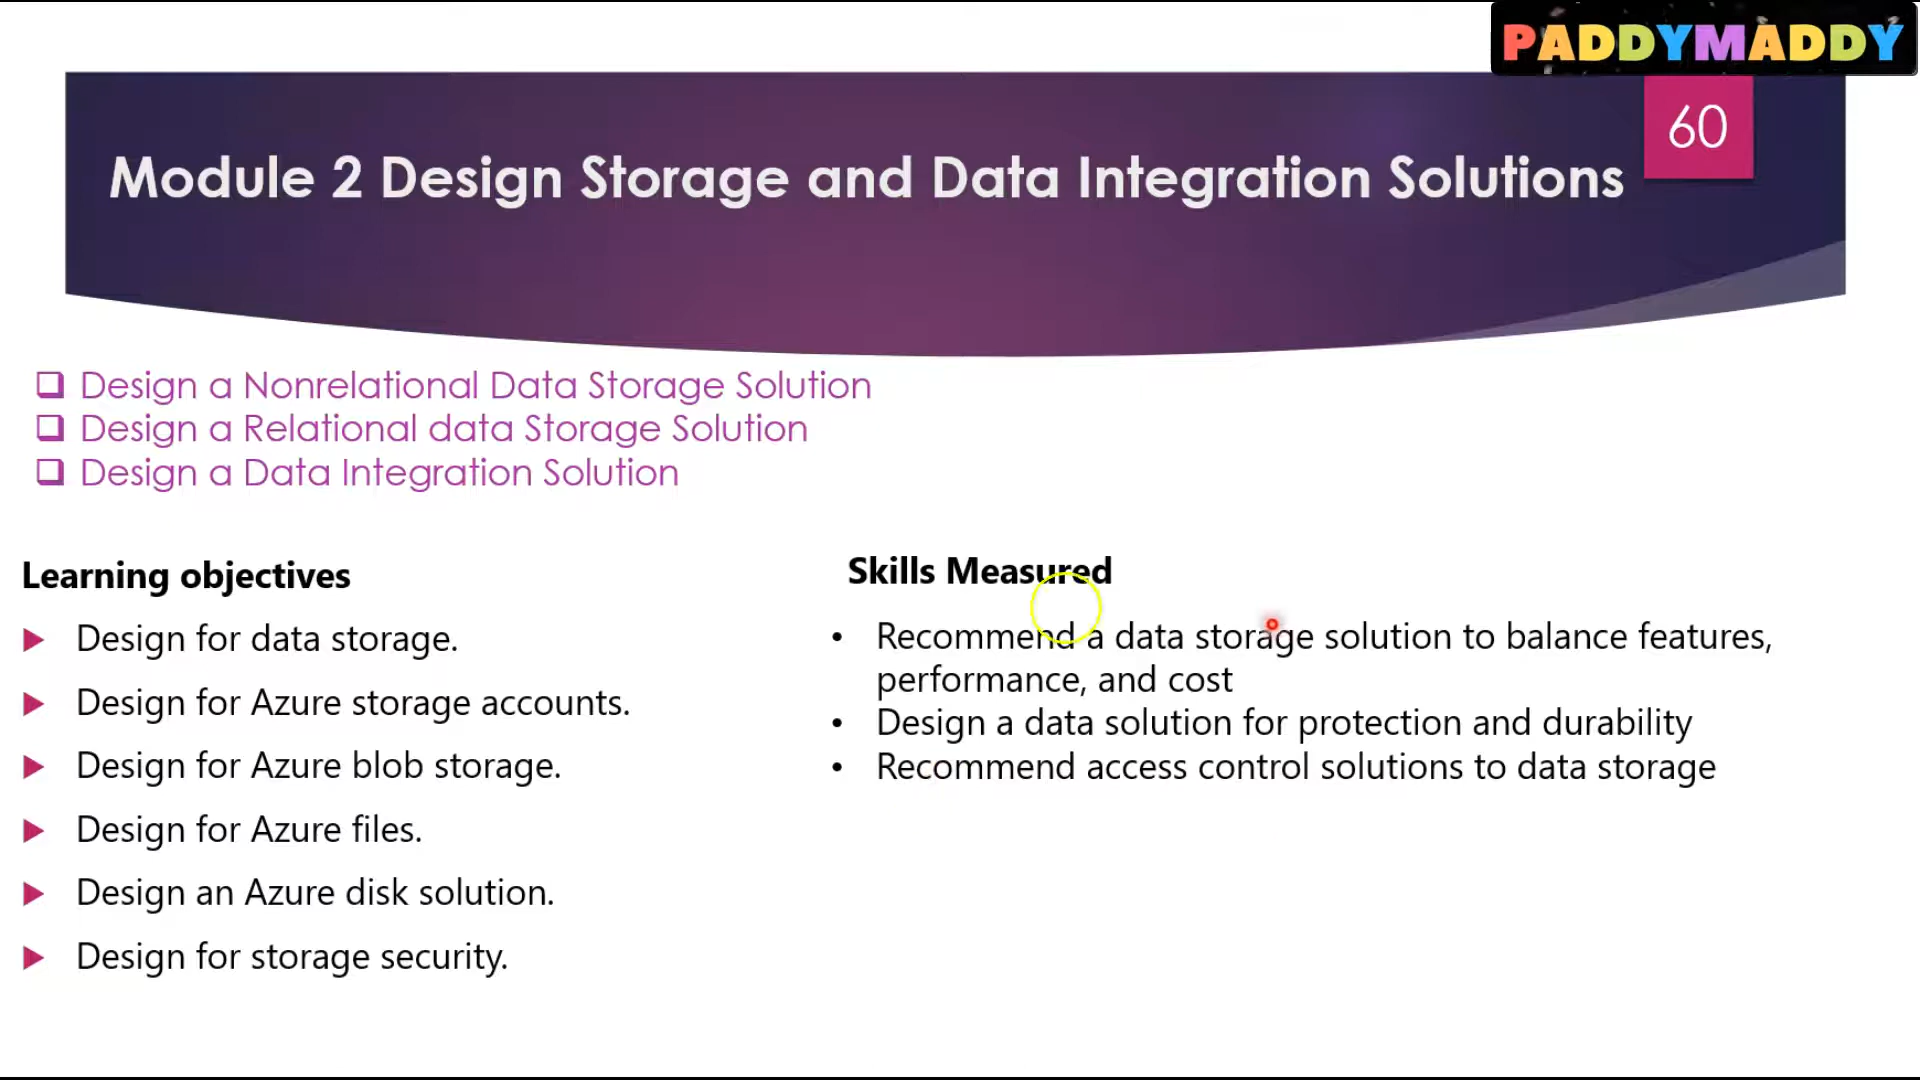 PADDYMADDY
60
Module 2 Design Storage and Data Integration Solutions
Design a Nonrelational Data Storage Solution
Design a Relational data Storage Solution
Design a Data Integration Solution
Learning objectives
Design for data storage.
Design for Azure storage accounts.
Design for Azure blob storage.
Design for Azure files.
Design an Azure disk solution.
Design for storage security.
Skills Measured
• Recommend a data storage solution to balance features,
performance, and cost
• Design a data solution for protection and durability
• Recommend access control solutions to data storage